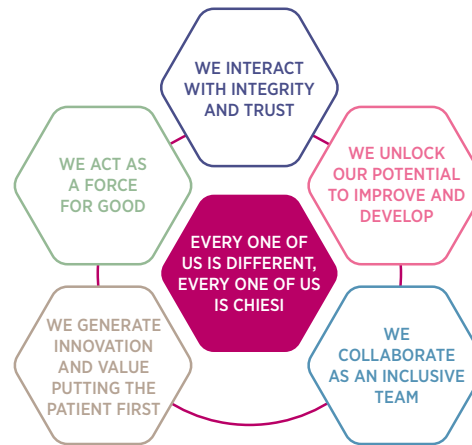 WE INTERACT
WITH INTEGRITY
AND TRUST
WE ACT AS
A FORCE
FOR GOOD
WE UNLOCK
OUR POTENTIAL
TO IMPROVE AND
DEVELOP
EVERY ONE OF
US IS DIFFERENT,
EVERY ONE OF US
IS CHIESI
WE GENERATE
INNOVATION
AND VALUE
PUTTING THE
PATIENT FIRST
WE
COLLABORATE
AS AN INCLUSIVE
TEAM